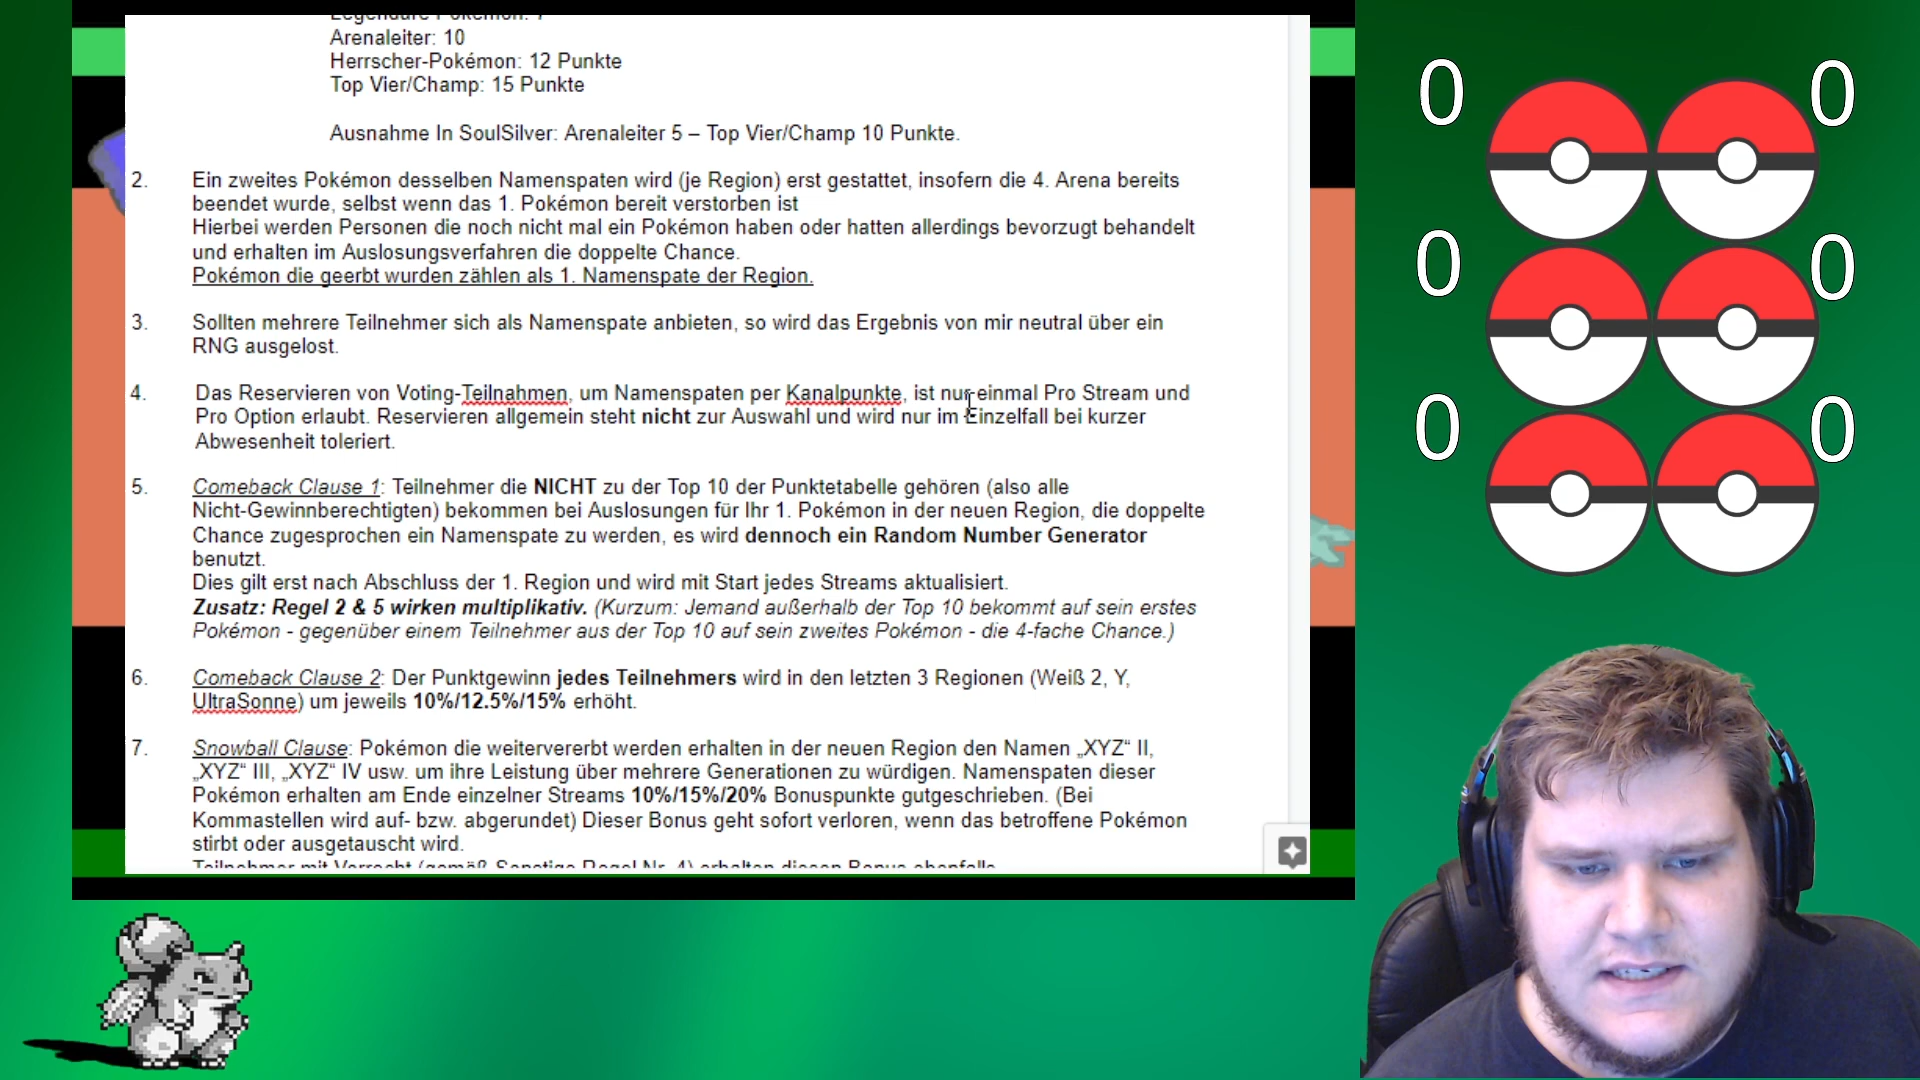 Legendäre Pokémon: 7
Arenaleiter: 10
Herrscher-Pokémon: 12 Punkte
Top Vier/Champ: 15 Punkte
Ausnahme In SoulSilver: Arenaleiter 5 – Top Vier/Champ 10 Punkte.
2. Ein zweites Pokémon desselben Namenspaten wird (je Region) erst gestattet, insofern die 4. Arena bereits
beendet wurde, selbst wenn das 1. Pokémon bereit verstorben ist
Hierbei werden Personen die noch nicht mal ein Pokémon haben oder hatten allerdings bevorzugt behandelt
und erhalten im Auslosungsverfahren die doppelte Chance.
Pokémon die geerbt wurden zählen als 1. Namenspate der Region.
3. Sollten mehrere Teilnehmer sich als Namenspate anbieten, so wird das Ergebnis von mir neutral über ein
RNG ausgelost.
4. Das Reservieren von Voting-Teilnahmen, um Namenspaten per Kanalpunkte, ist nur einmal Pro Stream und
Pro Option erlaubt. Reservieren allgemein steht nicht zur Auswahl und wird nur im Einzelfall bei kurzer
Abwesenheit toleriert.
5. Comeback Clause 1: Teilnehmer die NICHT zu der Top 10 der Punktetabelle gehören (also alle
Nicht-Gewinnberechtigten) bekommen bei Auslosungen für Ihr 1. Pokémon in der neuen Region, die doppelte
Chance zugesprochen ein Namenspate zu werden, es wird dennoch ein Random Number Generator
benutzt.
Dies gilt erst nach Abschluss der 1. Region und wird mit Start jedes Streams aktualisiert.
Zusatz: Regel 2 & 5 wirken multiplikativ. (Kurzum: Jemand außerhalb der Top 10 bekommt auf sein erstes
Pokémon - gegenüber einem Teilnehmer aus der Top 10 auf sein zweites Pokémon - die 4-fache Chance.)
6. Comeback Clause 2: Der Punktgewinn jedes Teilnehmers wird in den letzten 3 Regionen (Weiß 2, Y,
UltraSonne) um jeweils 10%/12.5%/15% erhöht.
7. Snowball Clause: Pokémon die weitervererbt werden erhalten in der neuen Region den Namen „XYZ“ II,
„XYZ“ III, „XYZ“ IV usw. um ihre Leistung über mehrere Generationen zu würdigen. Namenspaten dieser
Pokémon erhalten am Ende einzelner Streams 10%/15%/20% Bonuspunkte gutgeschrieben. (Bei
Kommastellen wird auf- bzw. abgerundet) Dieser Bonus geht sofort verloren, wenn das betroffene Pokémon
stirbt oder ausgetauscht wird.
Teilnehmer mit Vorrecht (gemäß Sonstige Regel Nr. 4) erhalten diesen Bonus ebenfalls
0 0
0 0
0 0